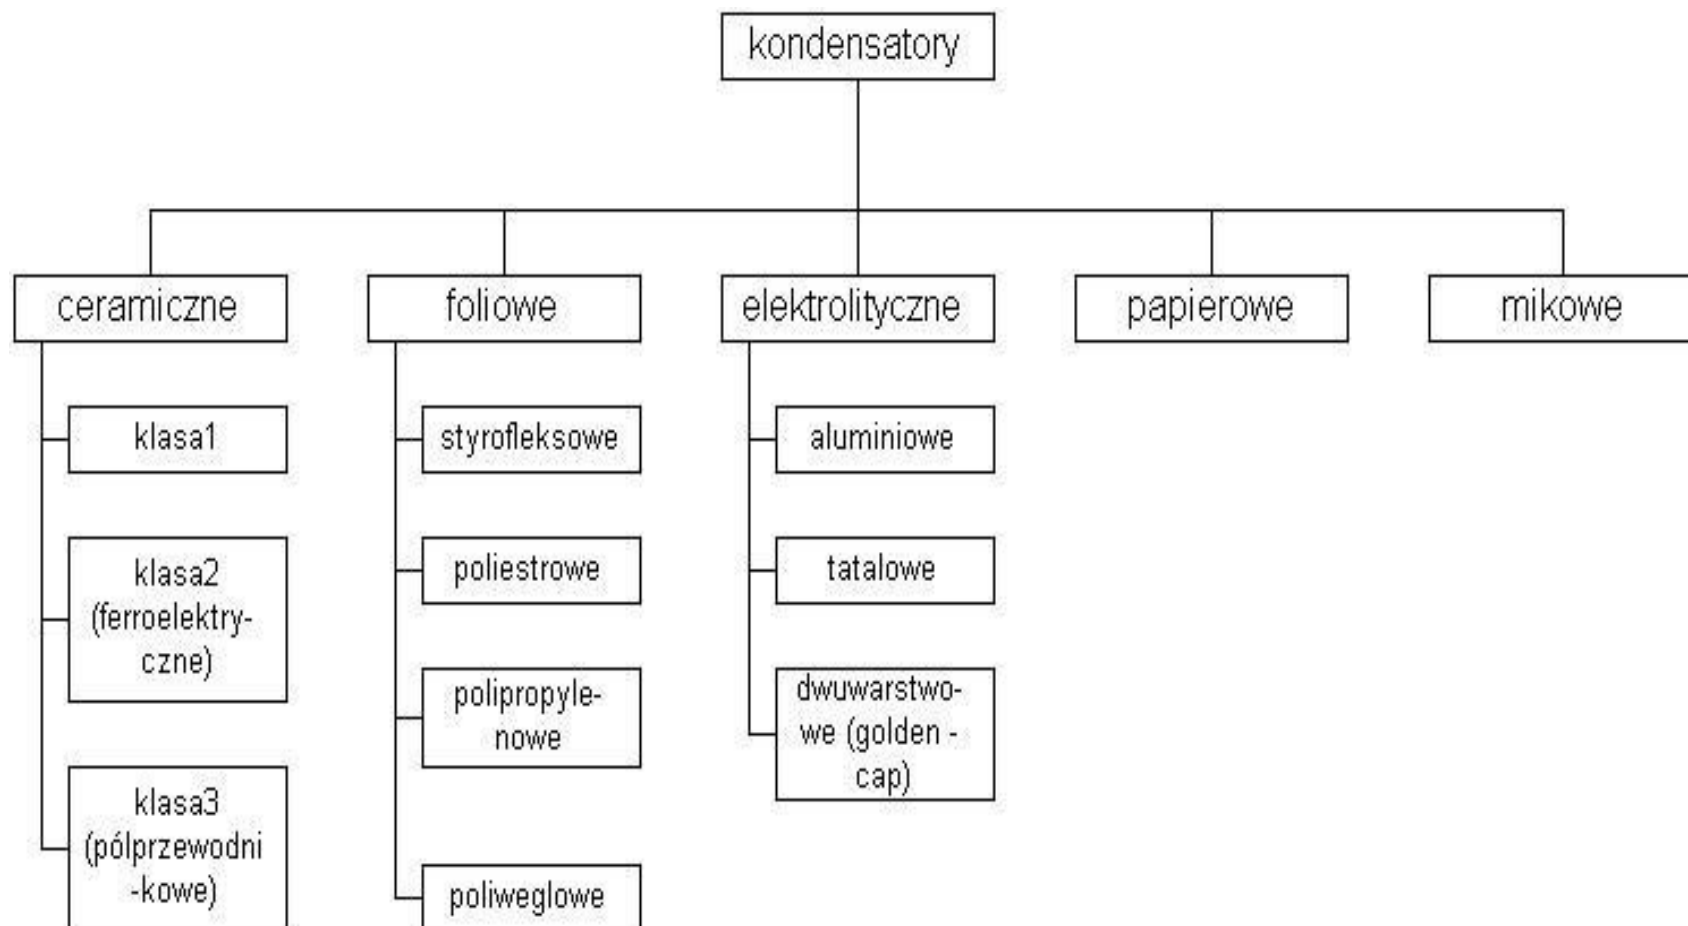 kondensatory
ceramiczne
foliowe
elektrolityczne
papierowe
mikowe
klasa1
klasa2
(ferroelektry-
czne)
klasa3
(pólprzewodni
-kowe)
styrofleksowe
poliestrowe
polipropyle-
nowe
poliweglowe
aluminiowe
tatalowe
dwuwarstwo-
we (golden -
cap)